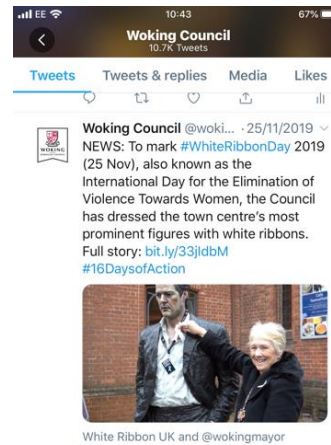 EE 10:43 67%
Woking Council
10.7K Tweets
Tweets Tweets & replies Media Likes
WOKING
Woking Council @woki... · 25/11/2019
NEWS: To mark #WhiteRibbonDay 2019
(25 Nov), also known as the
International Day for the Elimination of
Violence Towards Women, the Council
has dressed the town centre's most
prominent figures with white ribbons.
Full story: bit.ly/33jIdbM
#16DaysofAction
White Ribbon UK and @wokingmayor